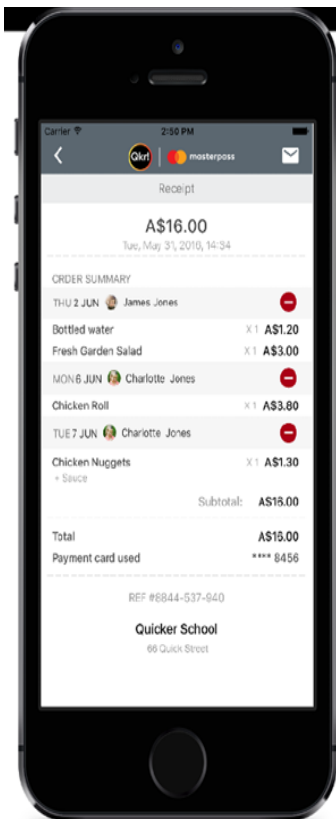 Carrier 2:50 PM
Qkr! masterpass
Receipt
A$16.00
Tue, May 31, 2016, 14:34
ORDER SUMMARY
THU 2 JUN James Jones
Bottled water X 1 A$1.20
Fresh Garden Salad X 1 A$3.00
MON 6 JUN Charlotte Jones
Chicken Roll X 1 A$3.80
TUE 7 JUN Charlotte Jones
Chicken Nuggets X 1 A$1.30
+ Sauce
Subtotal: A$16.00
Total A$16.00
Payment card used **** 8456
REF #8844-537-940
Quicker School
66 Quick Street